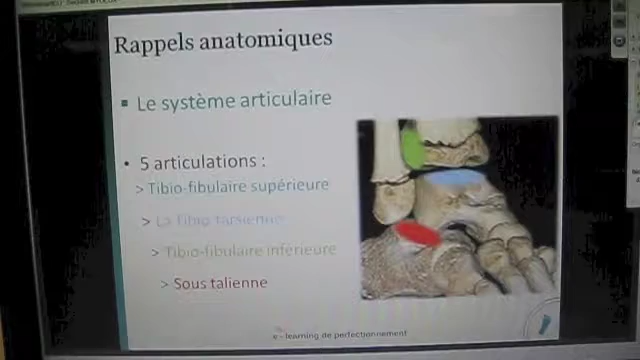 Rappels anatomiques
▪ Le système articulaire
• 5 articulations :
> Tibio-fibulaire supérieure
> La Tibio tarsienne
> Tibio-fibulaire inférieure
> Sous talienne
e - learning de perfectionnement